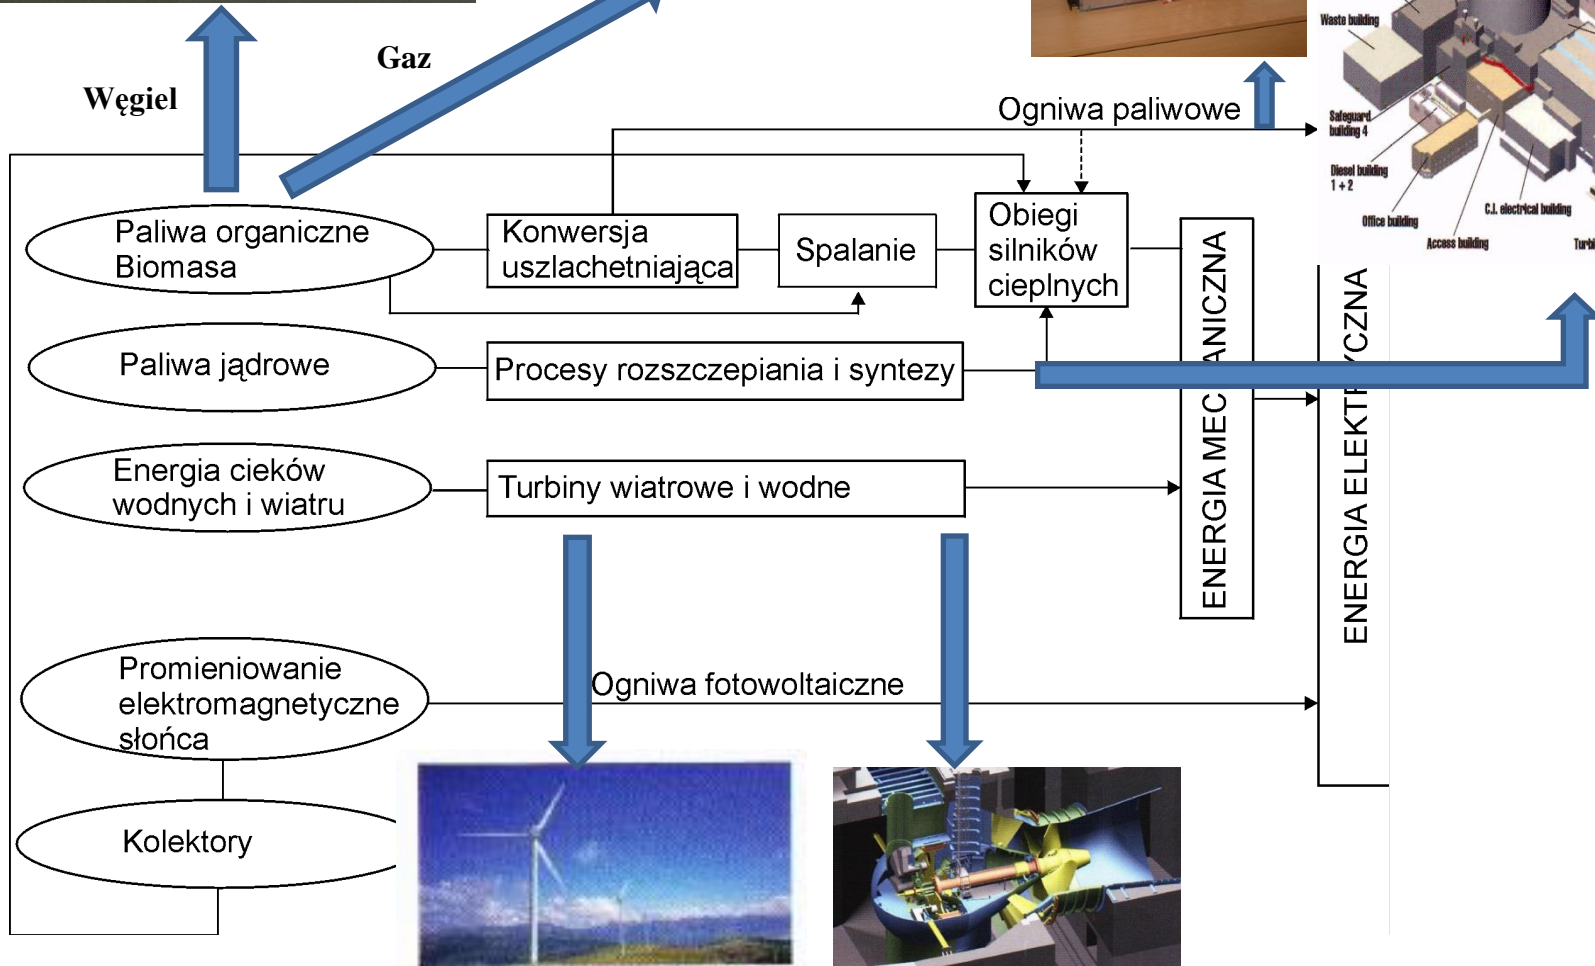 Waste building
Gaz
Węgiel
Ogniwa paliwowe
Safeguard
building 4
Diesel building
1 + 2
Office building
C.I. electrical building
Access building
Turbi
Paliwa organiczne
Biomasa
Konwersja
uszlachetniająca
Spalanie
Obiegi
silników
cieplnych
Paliwa jądrowe
Procesy rozszczepiania i syntezy
Energia cieków
wodnych i wiatru
Turbiny wiatrowe i wodne
ENERGIA MEC ANICZNA
ENERGIA ELEKTR YCZNA
Promieniowanie
elektromagnetyczne
słońca
Ogniwa fotowoltaiczne
Kolektory